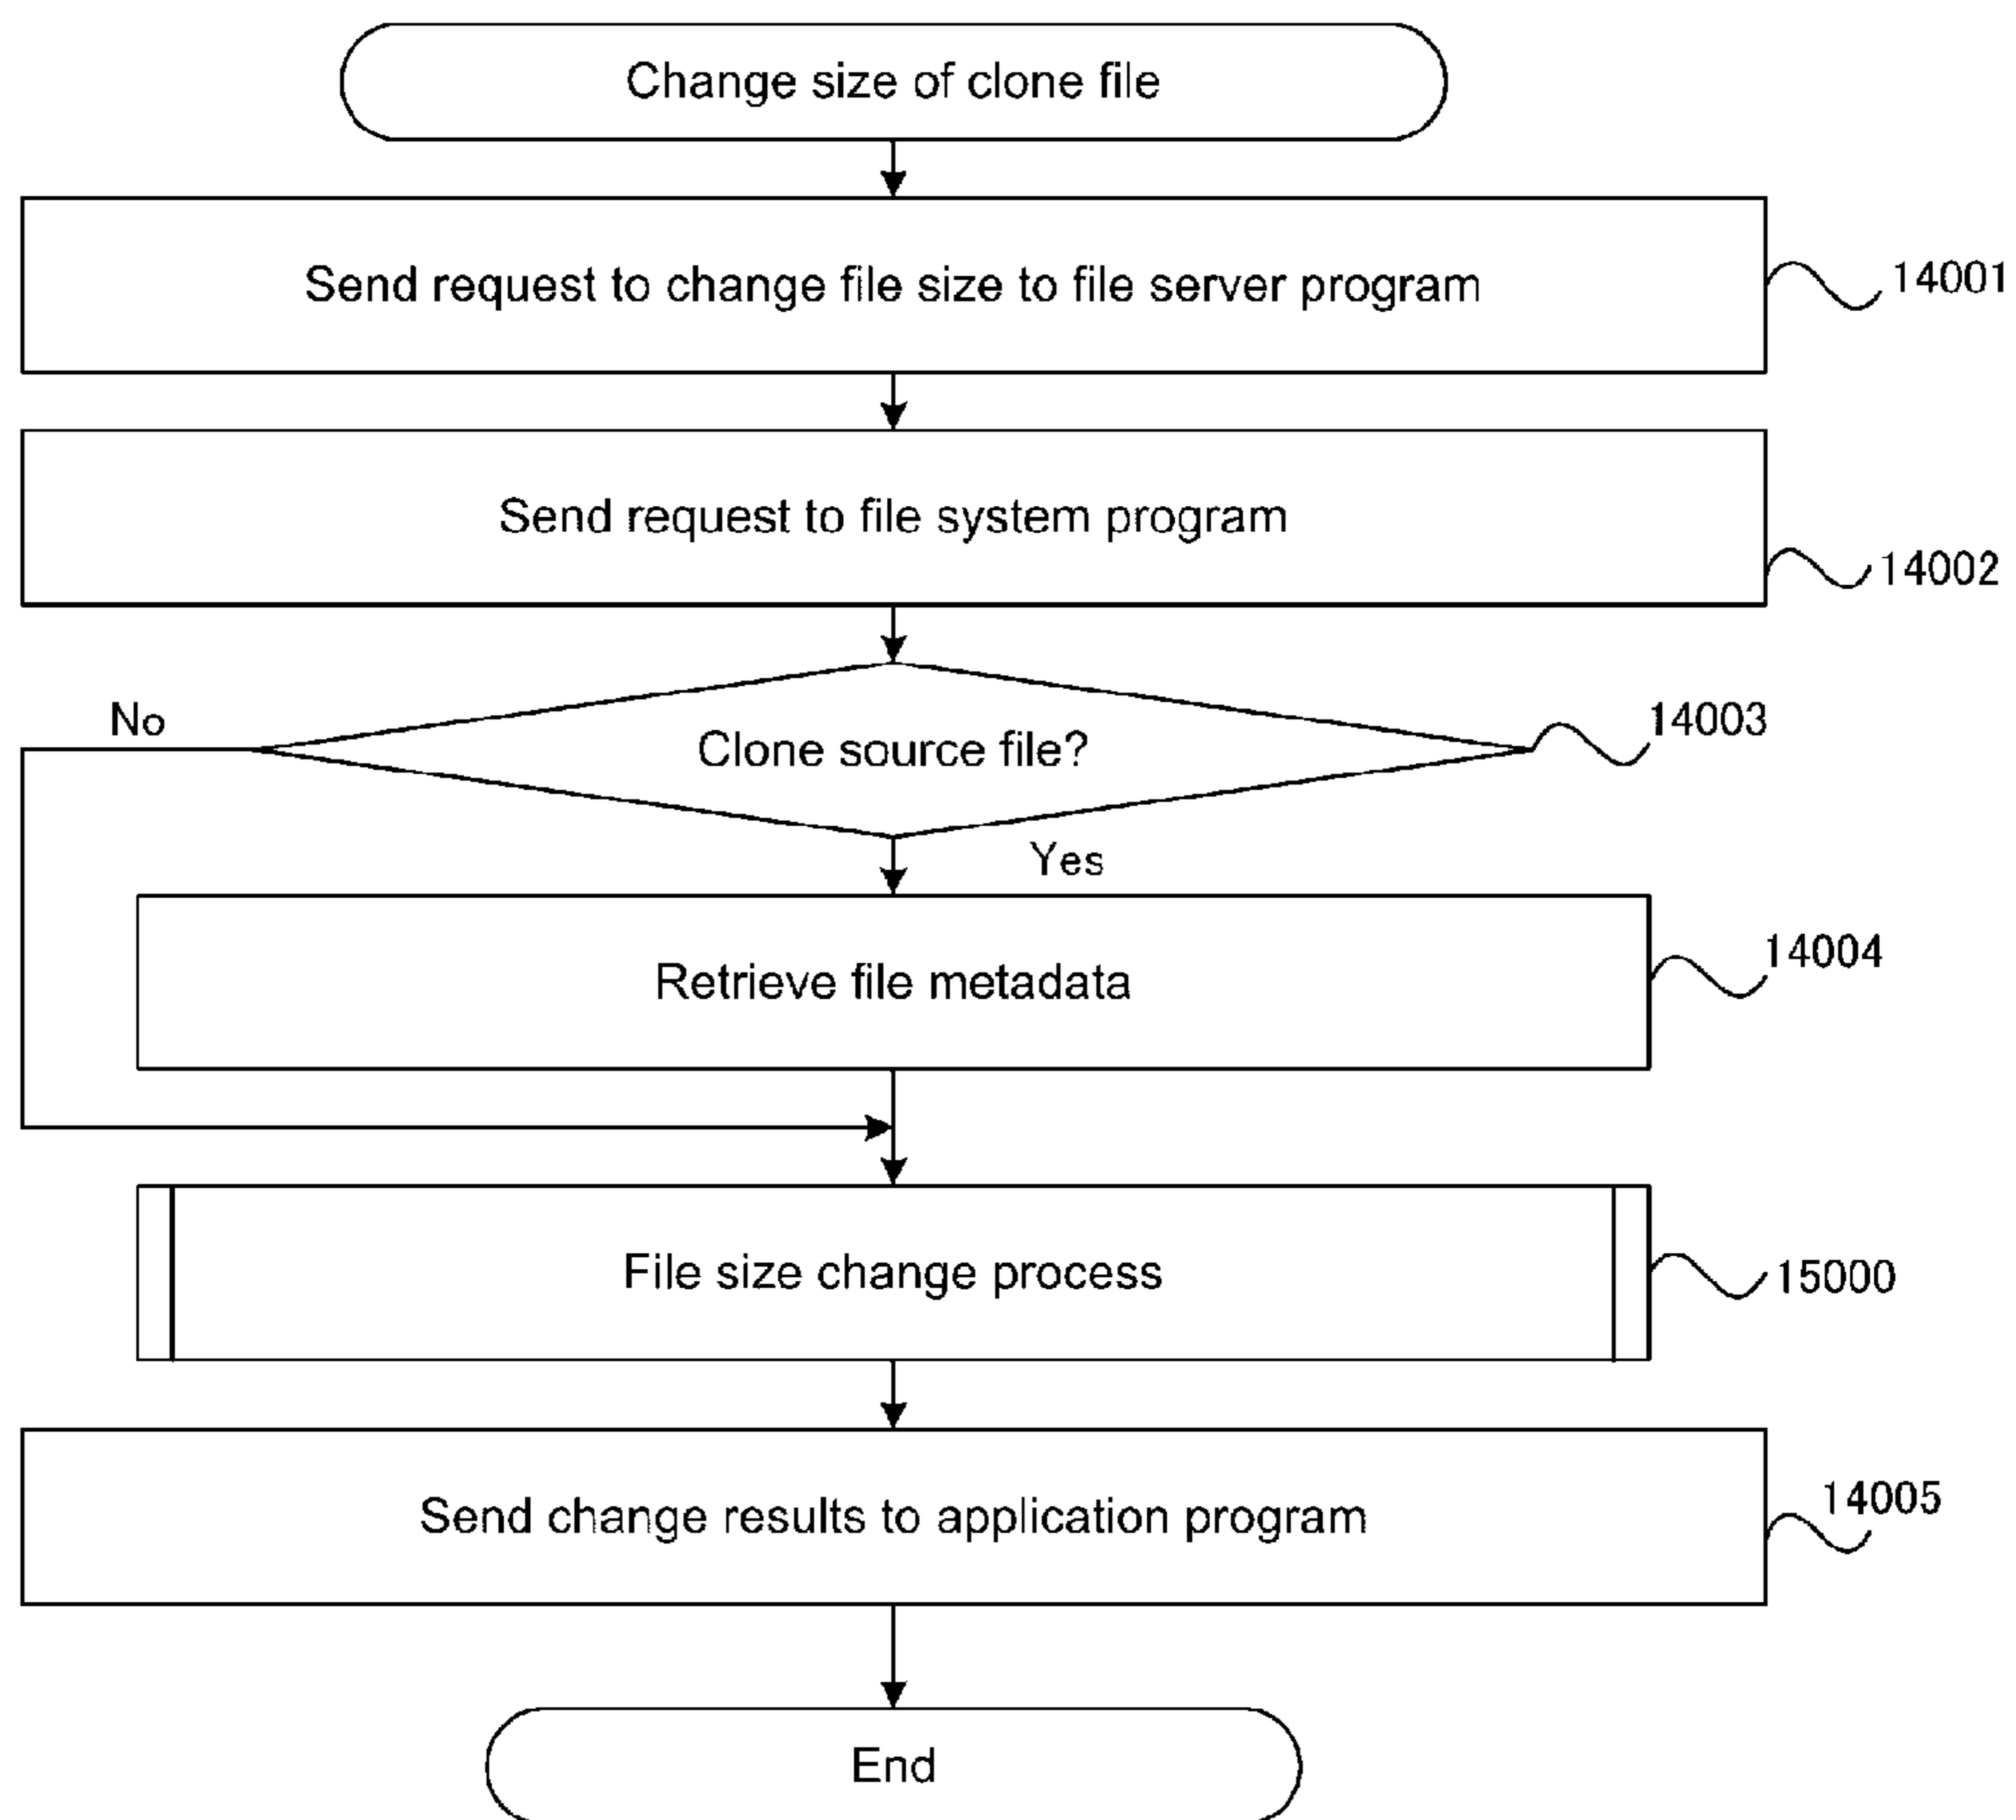 Change size of clone file
Send request to change file size to file server program
14001
Send request to file system program
14002
No
Clone source file?
14003
Yes
Retrieve file metadata
14004
File size change process
15000
Send change results to application program
14005
End